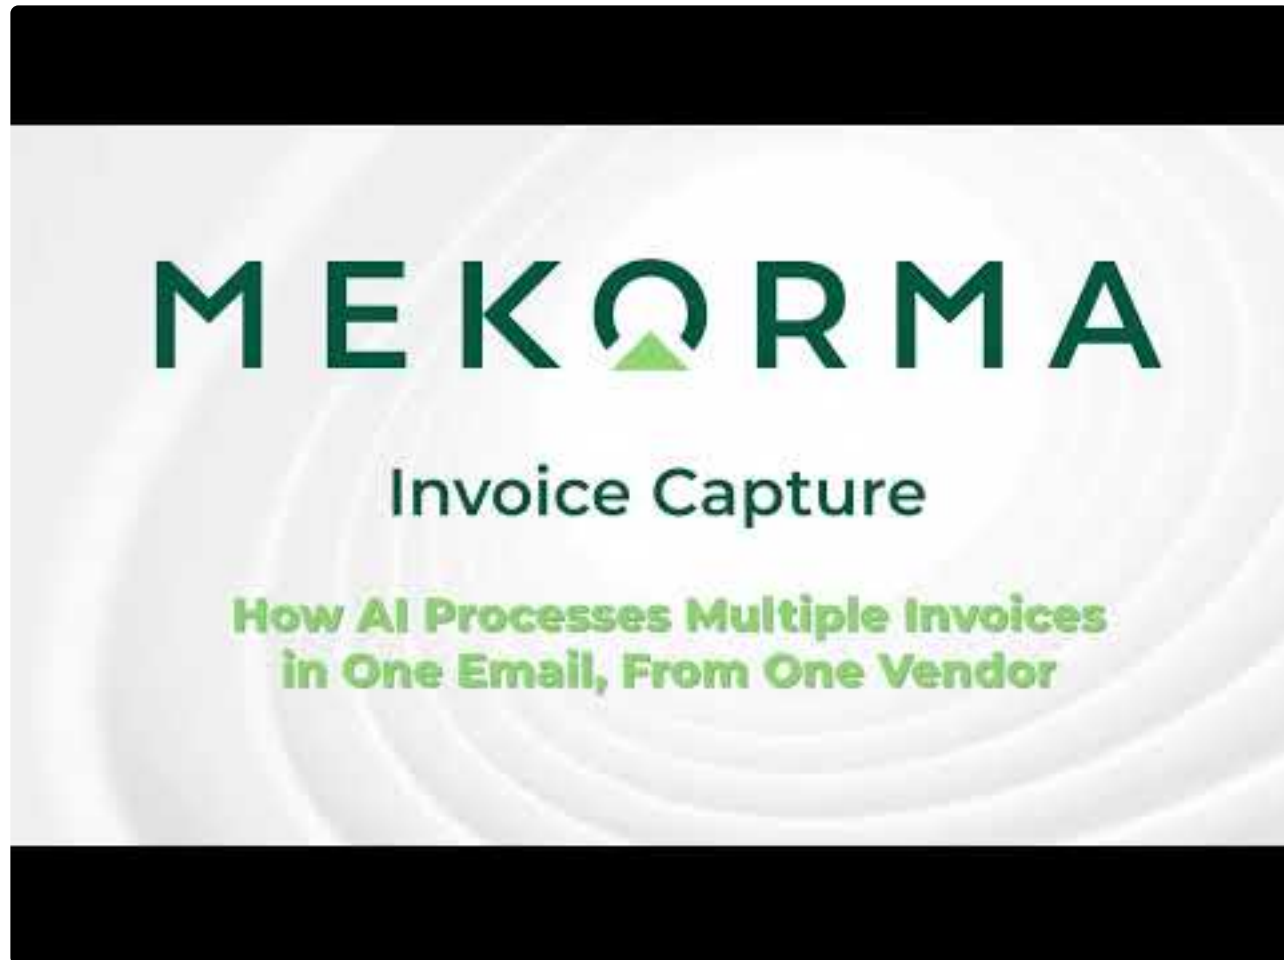 MEKORMA
Invoice Capture
How AI Processes Multiple Invoices
in One Email, From One Vendor